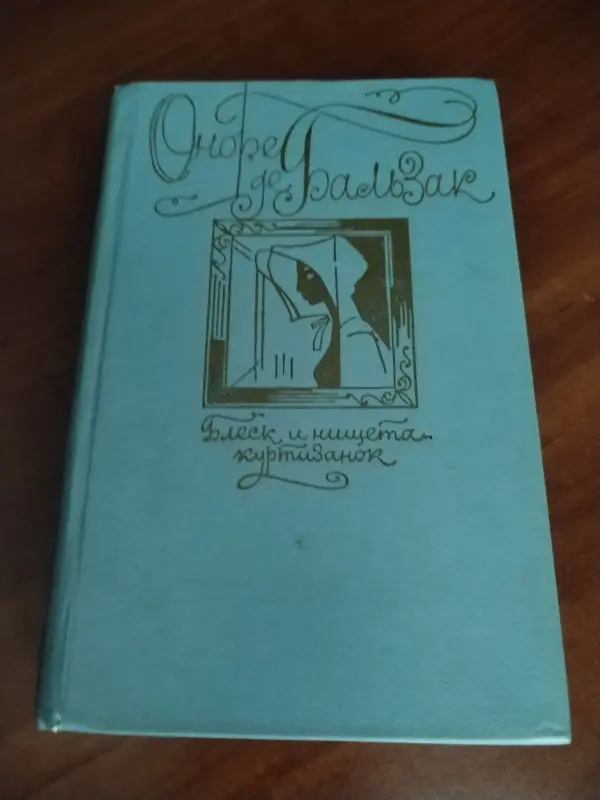 Оноре
де Бальзак
Блеск и нищета
куртизанок